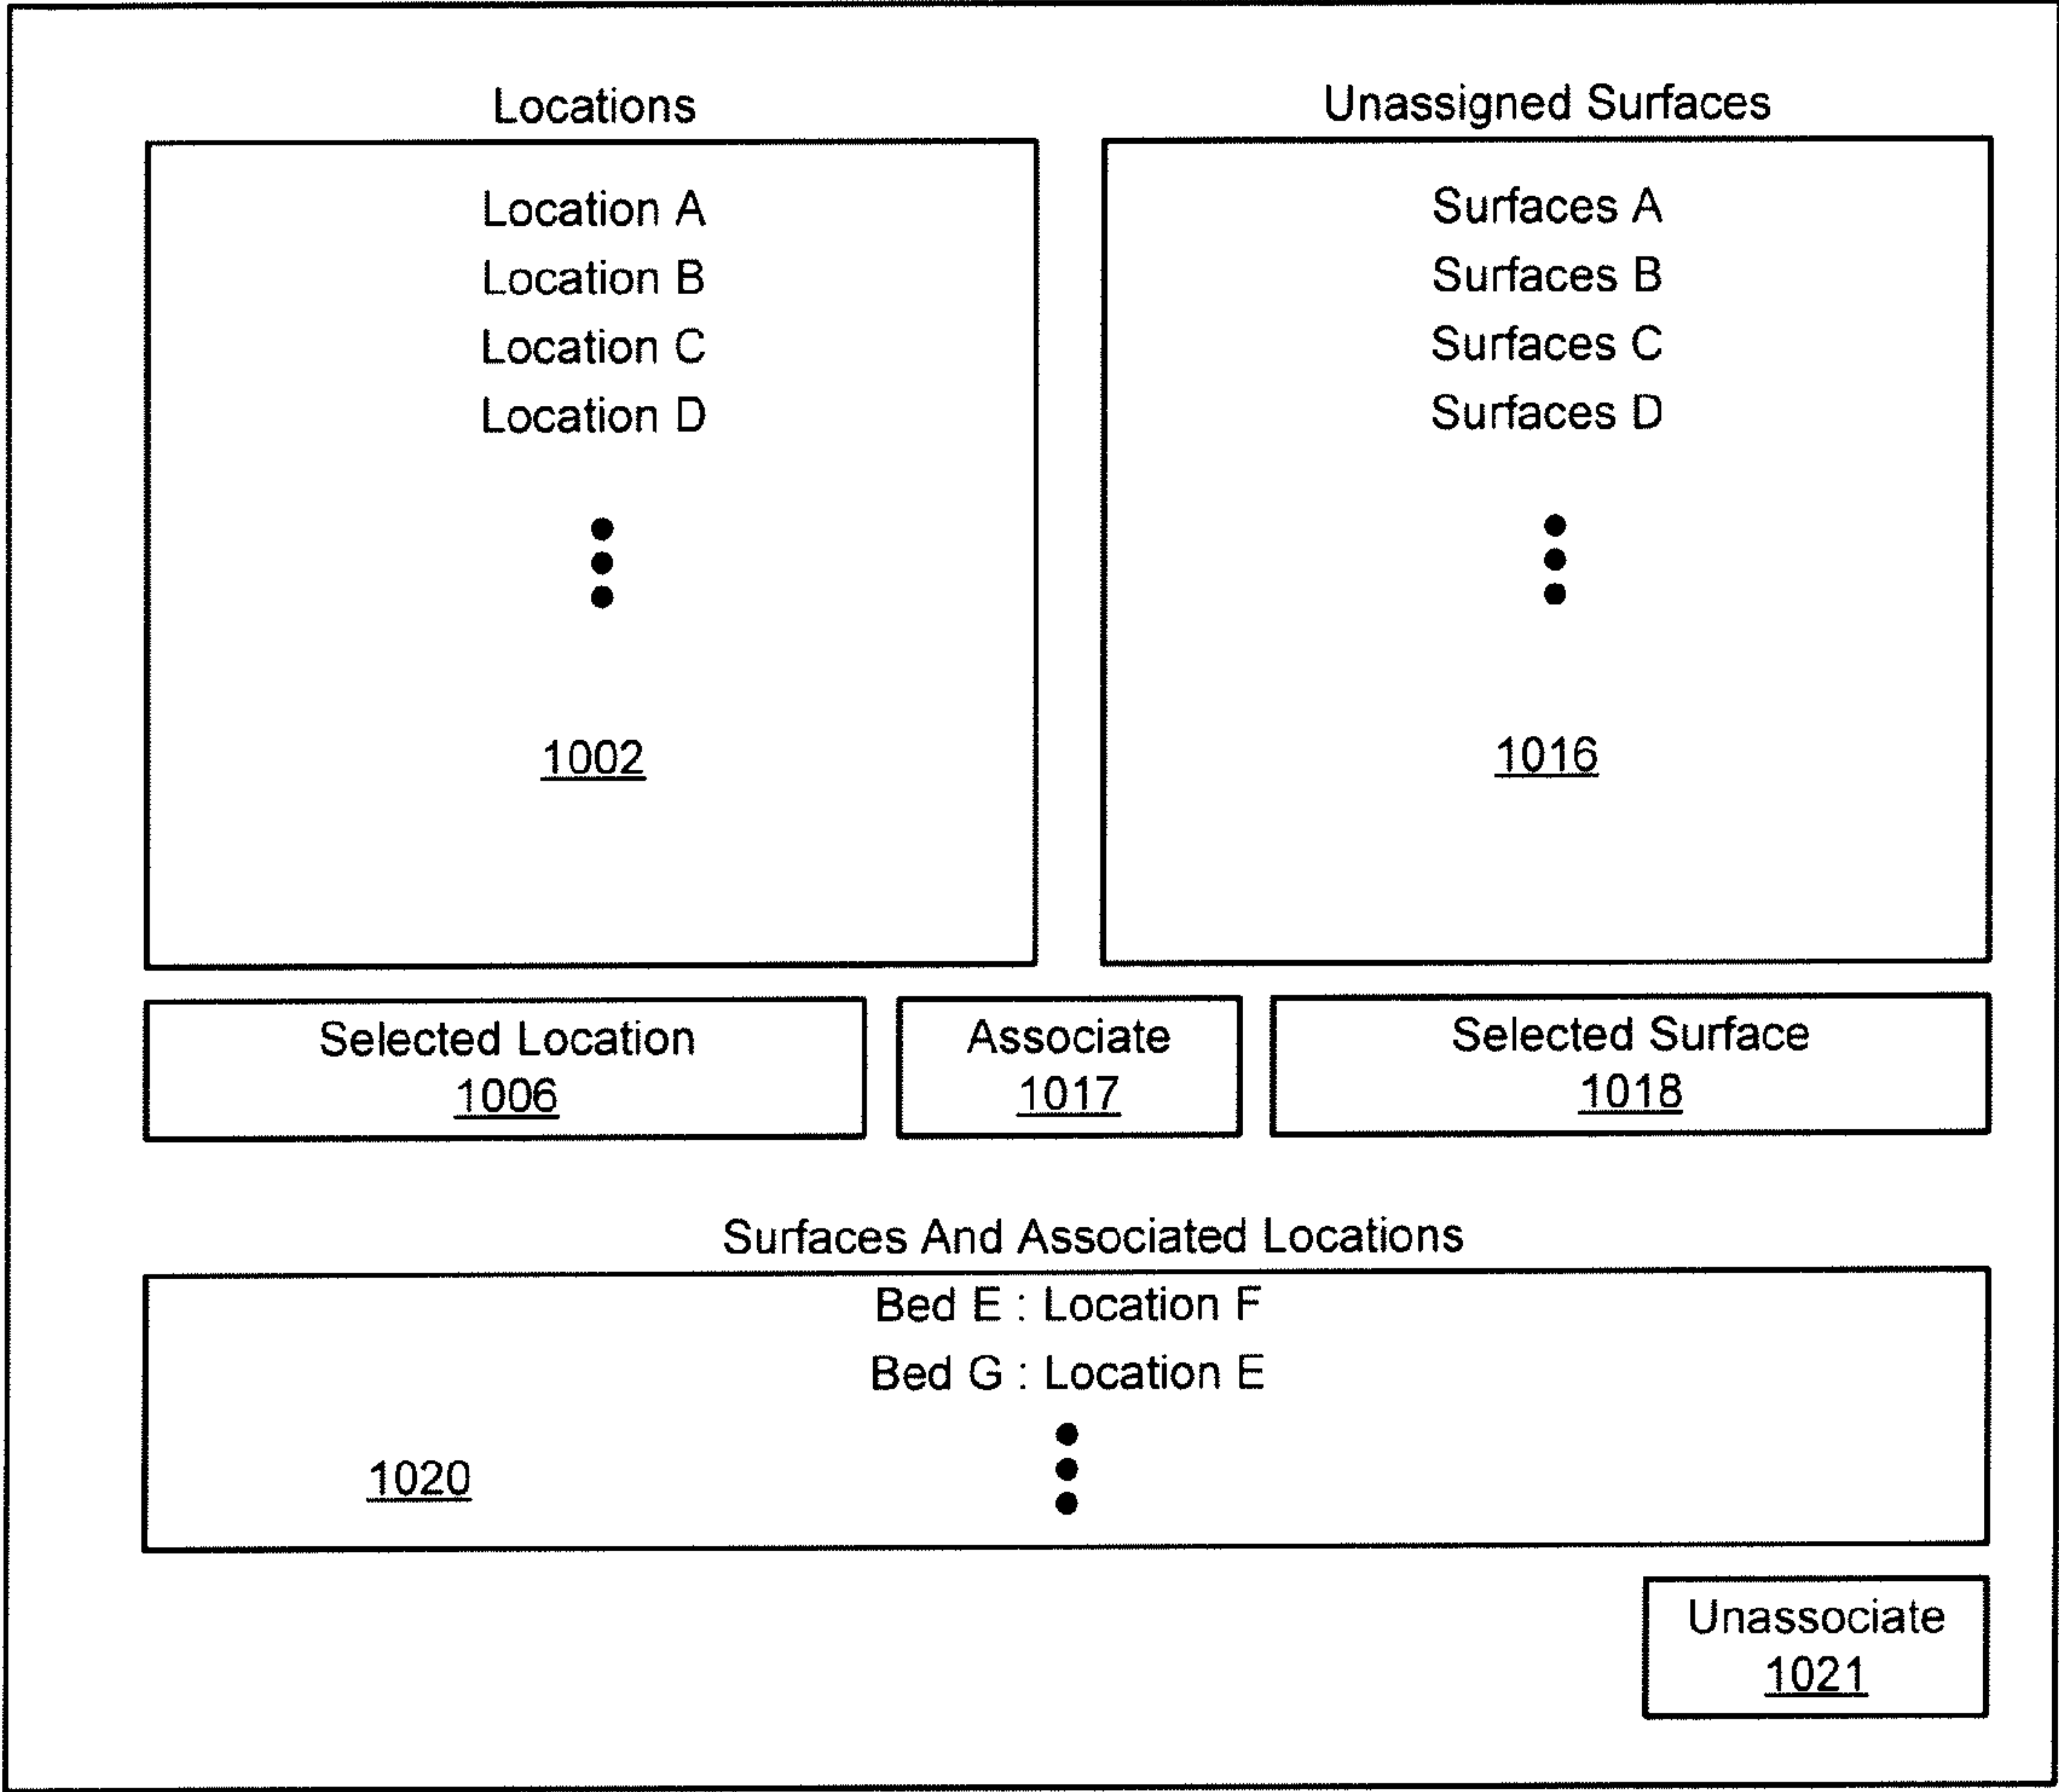 Locations
Location A
Location B
Location C
Location D
1002
Unassigned Surfaces
Surfaces A
Surfaces B
Surfaces C
Surfaces D
1016
Selected Location
1006
Associate
1017
Selected Surface
1018
Surfaces And Associated Locations
Bed E : Location F
Bed G : Location E
1020
Unassociate
1021